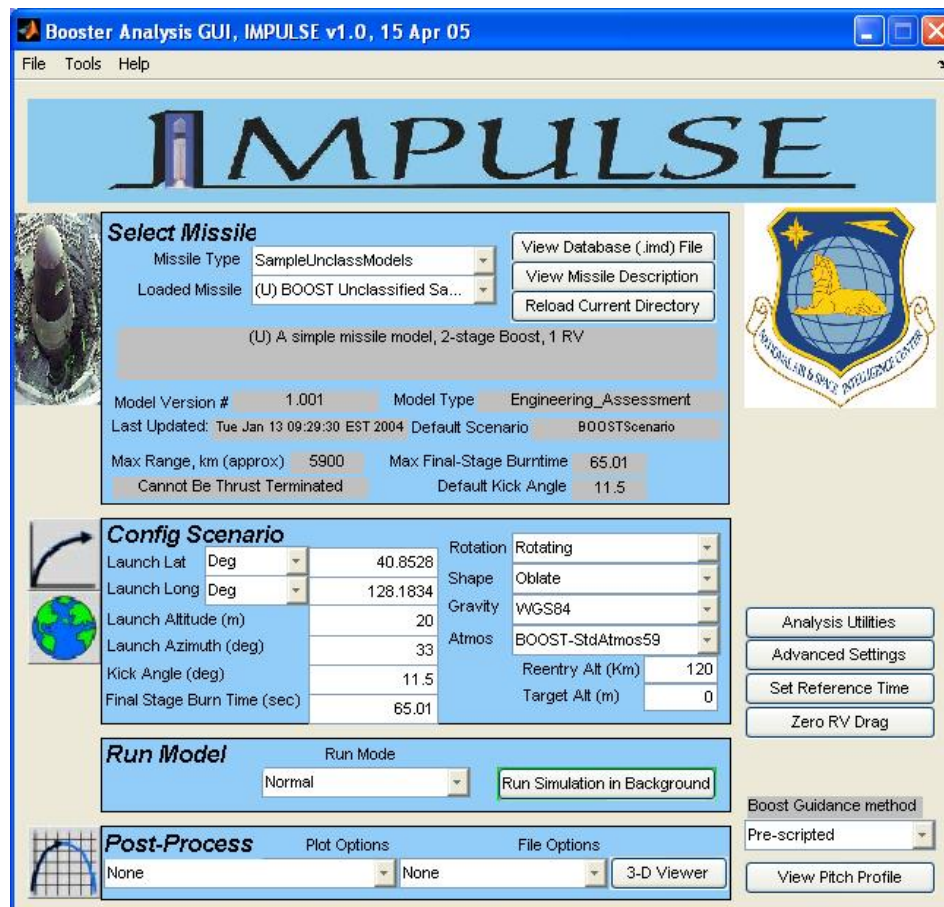 Booster Analysis GUI, IMPULSE v1.0, 15 Apr 05
File Tools Help
IMPULSE
Select Missile
Missile Type SampleUnclassModels
Loaded Missile (U) BOOST Unclassified Sa...
View Database (.imd) File
View Missile Description
Reload Current Directory
(U) A simple missile model, 2-stage Boost, 1 RV
Model Version # 1.001 Model Type Engineering_Assessment
Last Updated: Tue Jan 13 09:29:30 EST 2004 Default Scenario BOOSTScenario
Max Range, km (approx) 5900 Max Final-Stage Burntime 65.01
Cannot Be Thrust Terminated Default Kick Angle 11.5
NATIONAL AIR & SPACE INTELLIGENCE CENTER
Config Scenario
Launch Lat Deg 40.8528
Launch Long Deg 128.1834
Launch Altitude (m) 20
Launch Azimuth (deg) 33
Kick Angle (deg) 11.5
Final Stage Burn Time (sec) 65.01
Rotation Rotating
Shape Oblate
Gravity WGS84
Atmos BOOST-StdAtmos59
Reentry Alt (Km) 120
Target Alt (m) 0
Analysis Utilities
Advanced Settings
Set Reference Time
Zero RV Drag
Run Model
Run Mode
Normal
Run Simulation in Background
Boost Guidance method
Pre-scripted
View Pitch Profile
Post-Process
Plot Options File Options
None None 3-D Viewer